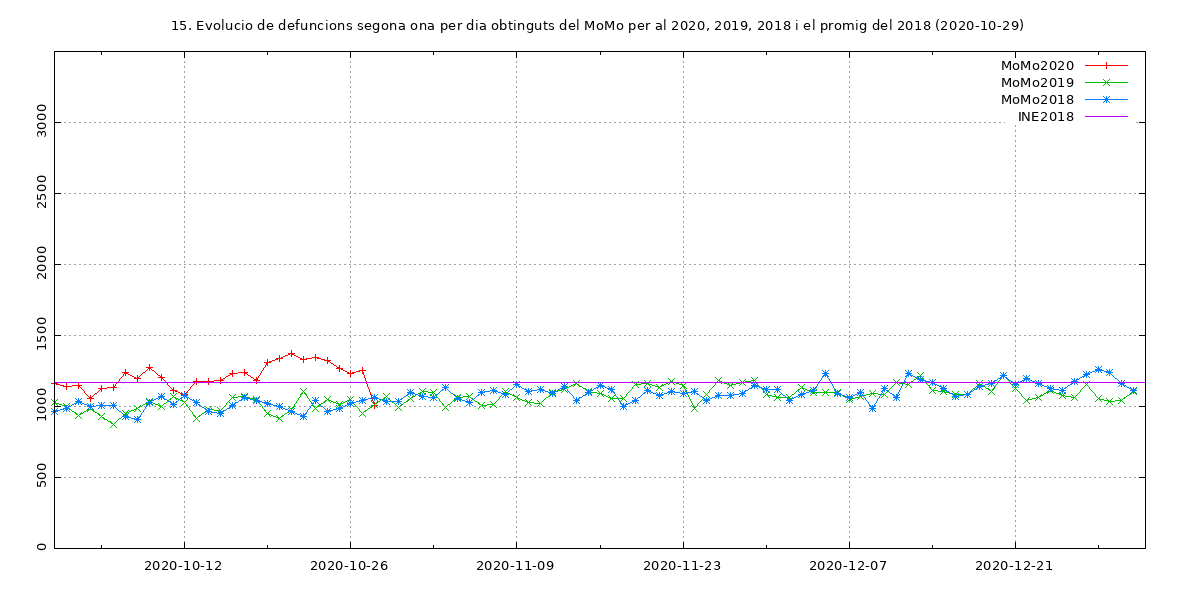 15. Evolucio de defuncions segona ona per dia obtinguts del MoMo per al 2020, 2019, 2018 i el promig del 2018 (2020-10-29)
MoMo2020
MoMo2019
MoMo2018
INE2018
3000
2500
2000
1500
1000
500
0
2020-10-12
2020-10-26
2020-11-09
2020-11-23
2020-12-07
2020-12-21